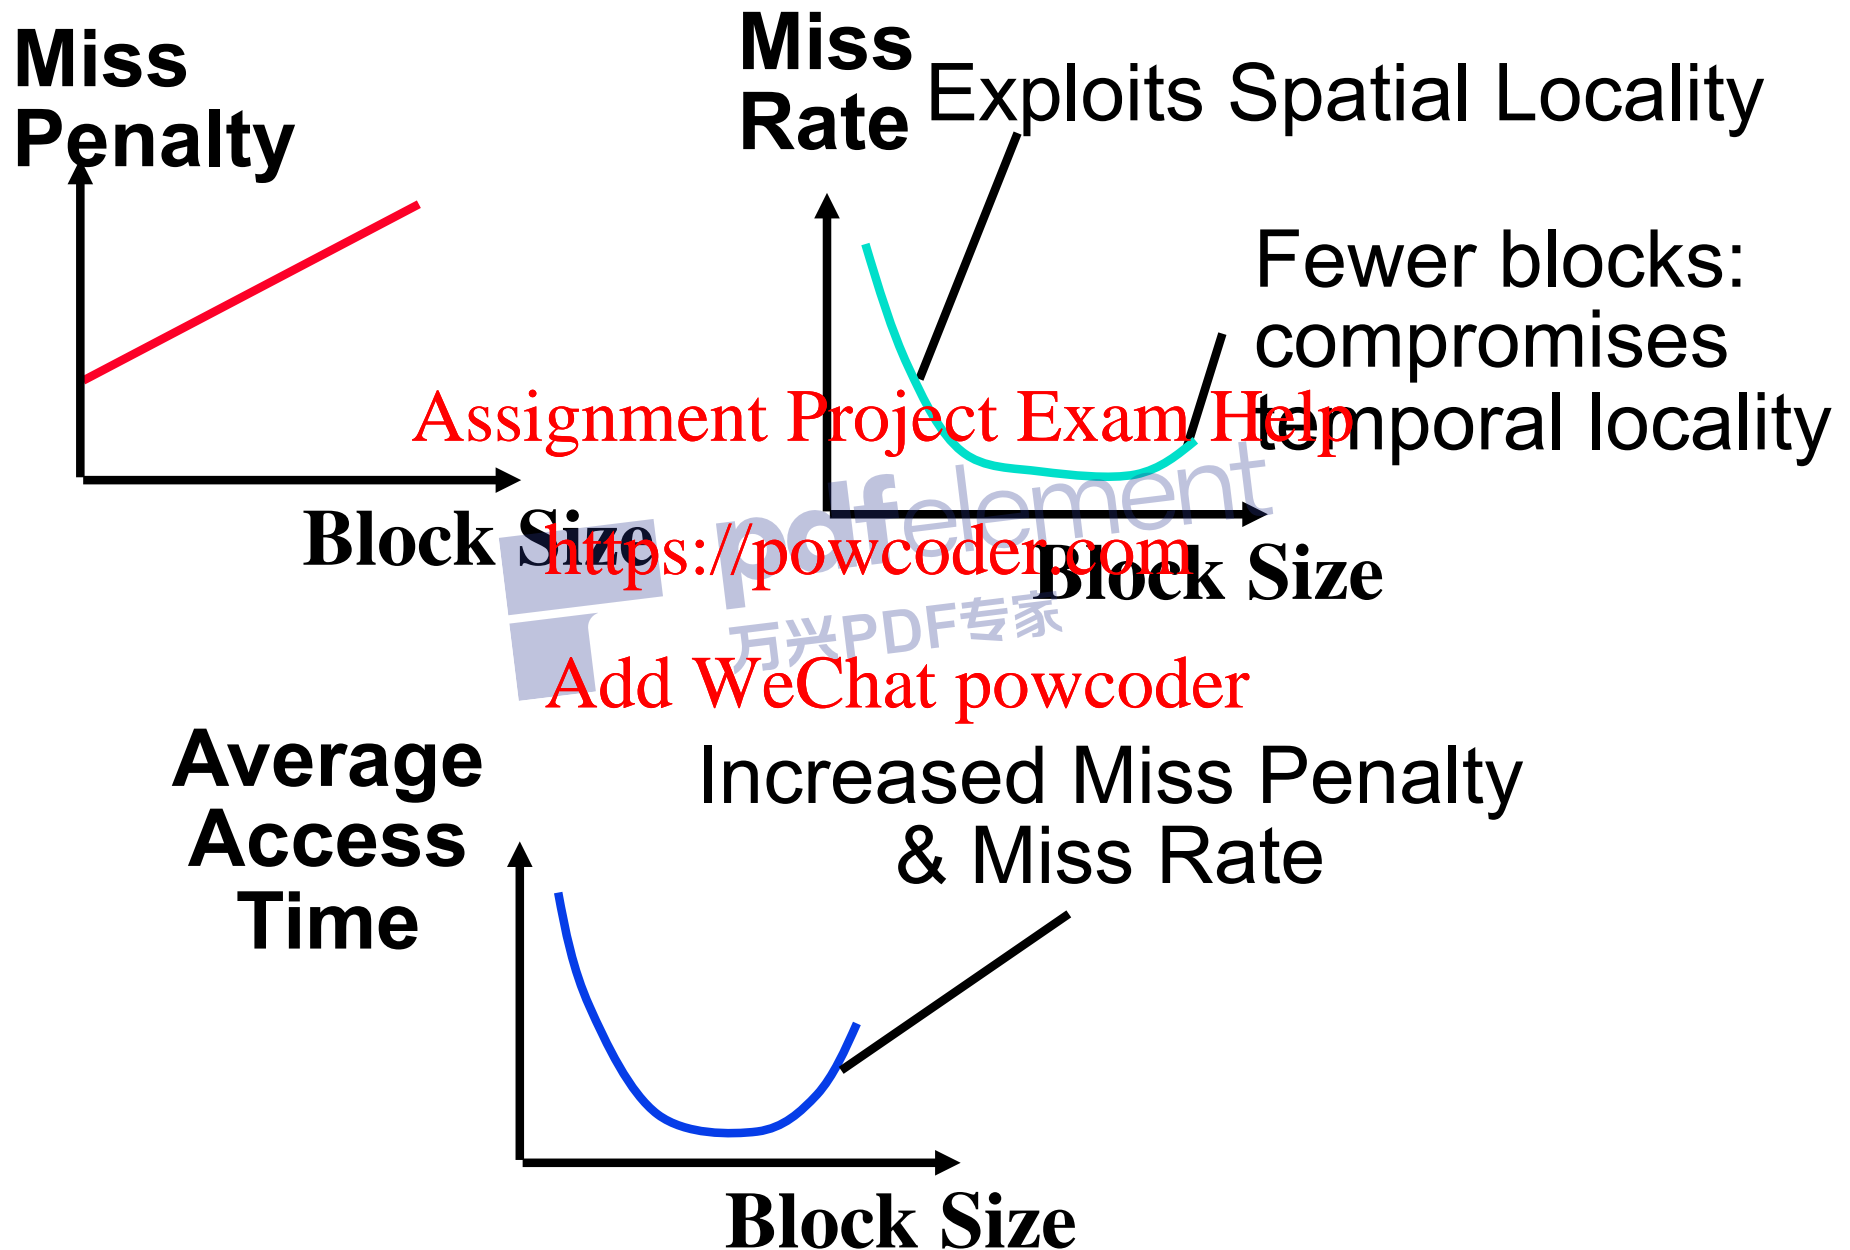 Miss
Penalty
Miss
Rate
Exploits Spatial Locality
Fewer blocks:
compromises
temporal locality
Assignment Project Exam Help
pdfelement
Block Size
https://powcoder.com
Block Size
万兴PDF专家
Add WeChat powcoder
Average
Access
Time
Increased Miss Penalty
& Miss Rate
Block Size